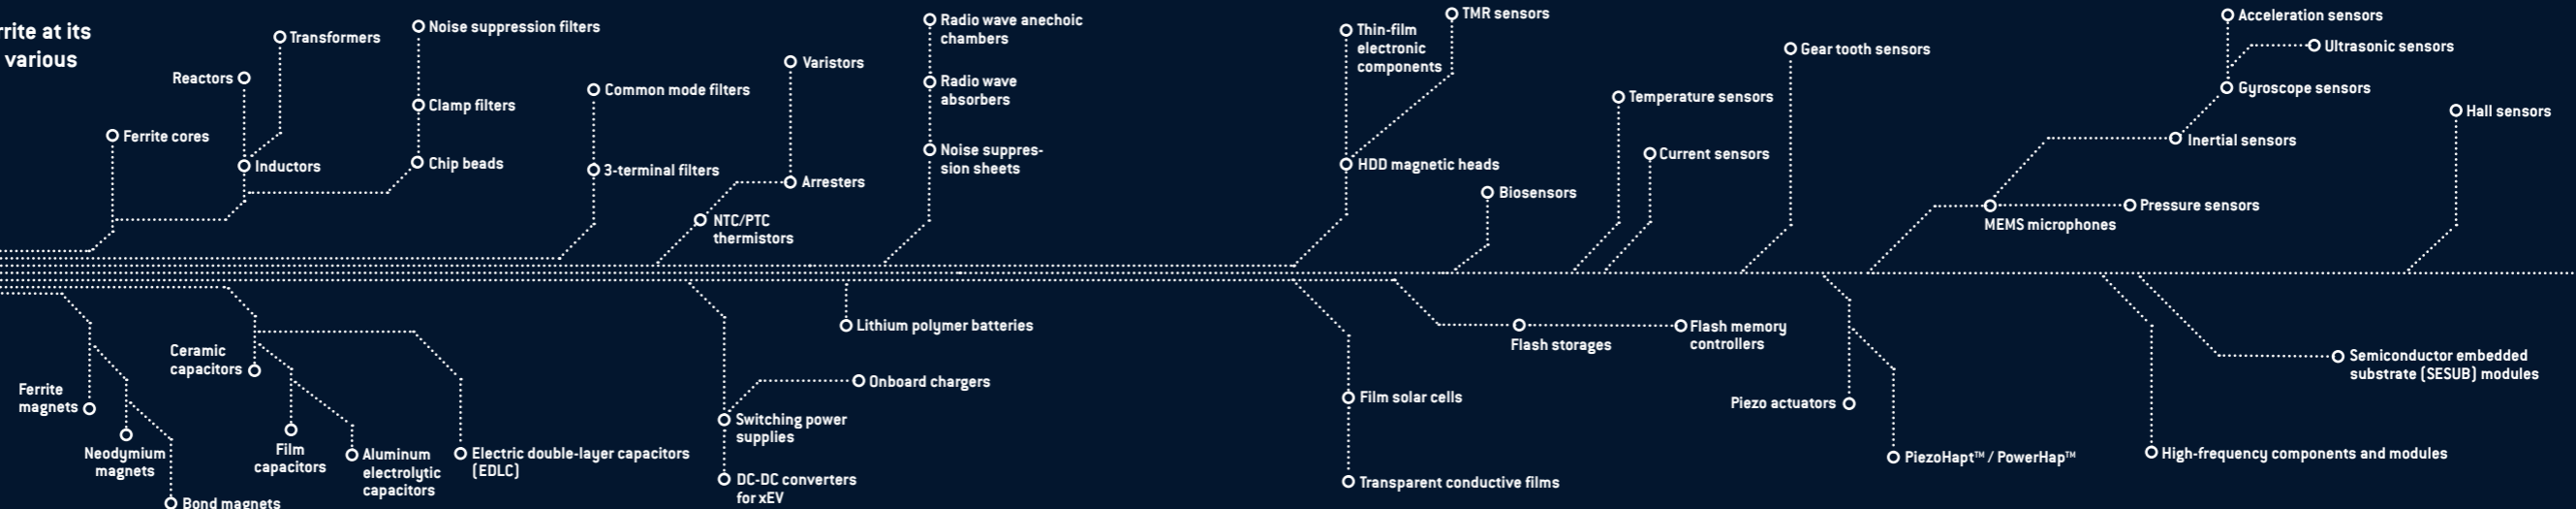 rrite at its
various
Transformers
Reactors
Ferrite cores
Inductors
Noise suppression filters
Clamp filters
Chip beads
Common mode filters
3-terminal filters
Varistors
Arresters
NTC/PTC
thermistors
Radio wave anechoic
chambers
Radio wave
absorbers
Noise suppres-
sion sheets
Thin-film
electronic
components
TMR sensors
HDD magnetic heads
Biosensors
Temperature sensors
Current sensors
Gear tooth sensors
Acceleration sensors
Ultrasonic sensors
Gyroscope sensors
Inertial sensors
Pressure sensors
MEMS microphones
Hall sensors
Ferrite
magnets
Neodymium
magnets
Bond magnets
Ceramic
capacitors
Film
capacitors
Aluminum
electrolytic
capacitors
Electric double-layer capacitors
(EDLC)
Lithium polymer batteries
Onboard chargers
Switching power
supplies
DC-DC converters
for xEV
Film solar cells
Transparent conductive films
Flash storages
Flash memory
controllers
Piezo actuators
PiezoHapt™ / PowerHap™
High-frequency components and modules
Semiconductor embedded
substrate (SESUB) modules